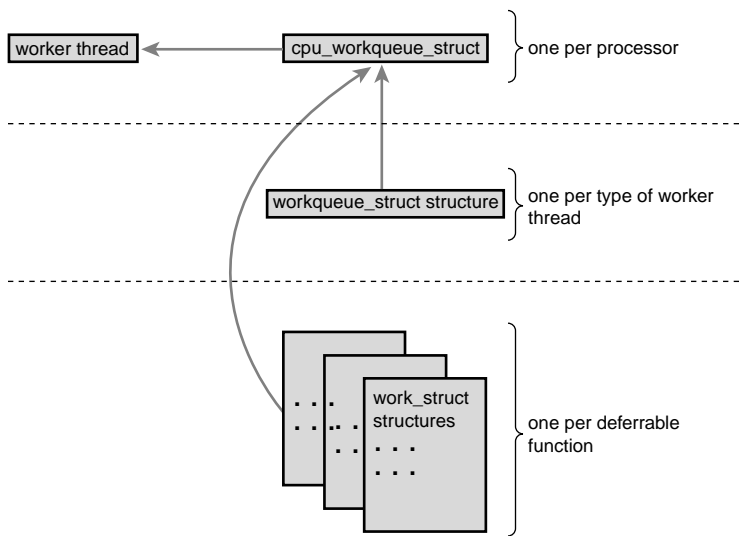 worker thread
cpu_workqueue_struct
one per processor
workqueue_struct structure
one per type of worker
thread
work_struct
structures
. . .
. . .
. . .
. . .
. . .
. . .
one per deferrable
function